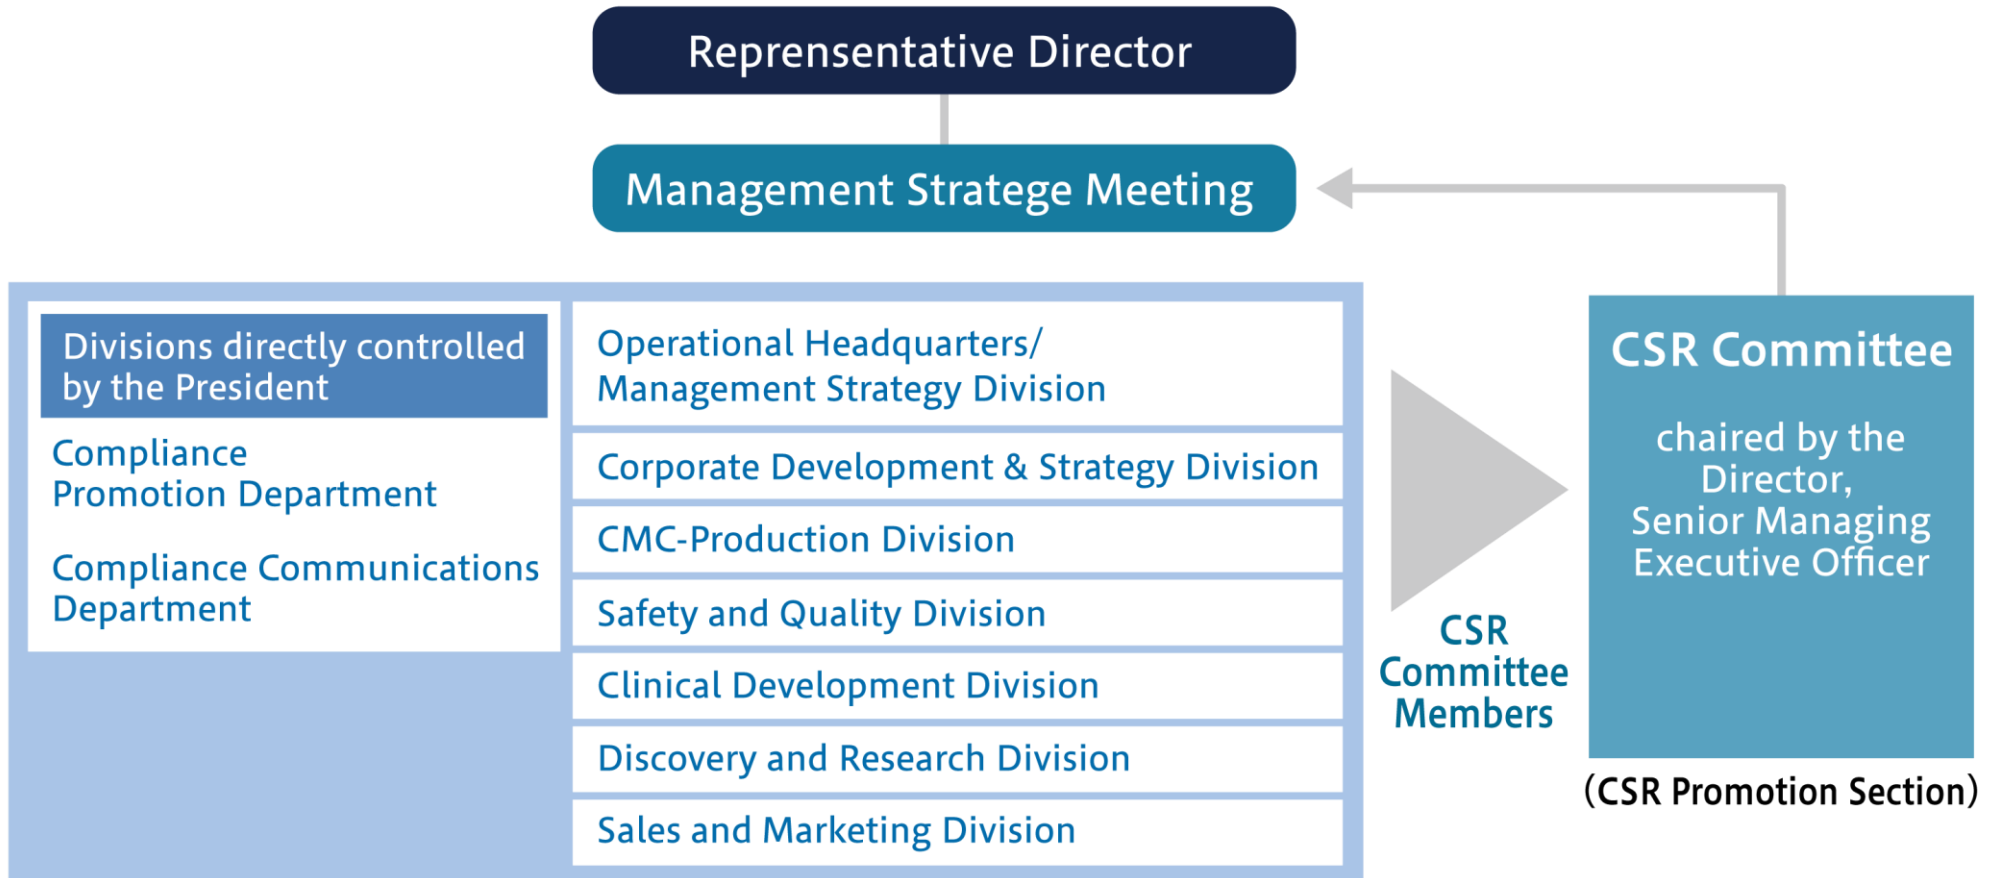 Reprensentative Director
Management Stratege Meeting
Divisions directly controlled
by the President
Compliance
Promotion Department
Compliance Communications
Department
Operational Headquarters/
Management Strategy Division
Corporate Development & Strategy Division
CMC-Production Division
Safety and Quality Division
Clinical Development Division
Discovery and Research Division
Sales and Marketing Division
CSR
Committee
Members
CSR Committee
chaired by the
Director,
Senior Managing
Executive Officer
(CSR Promotion Section)